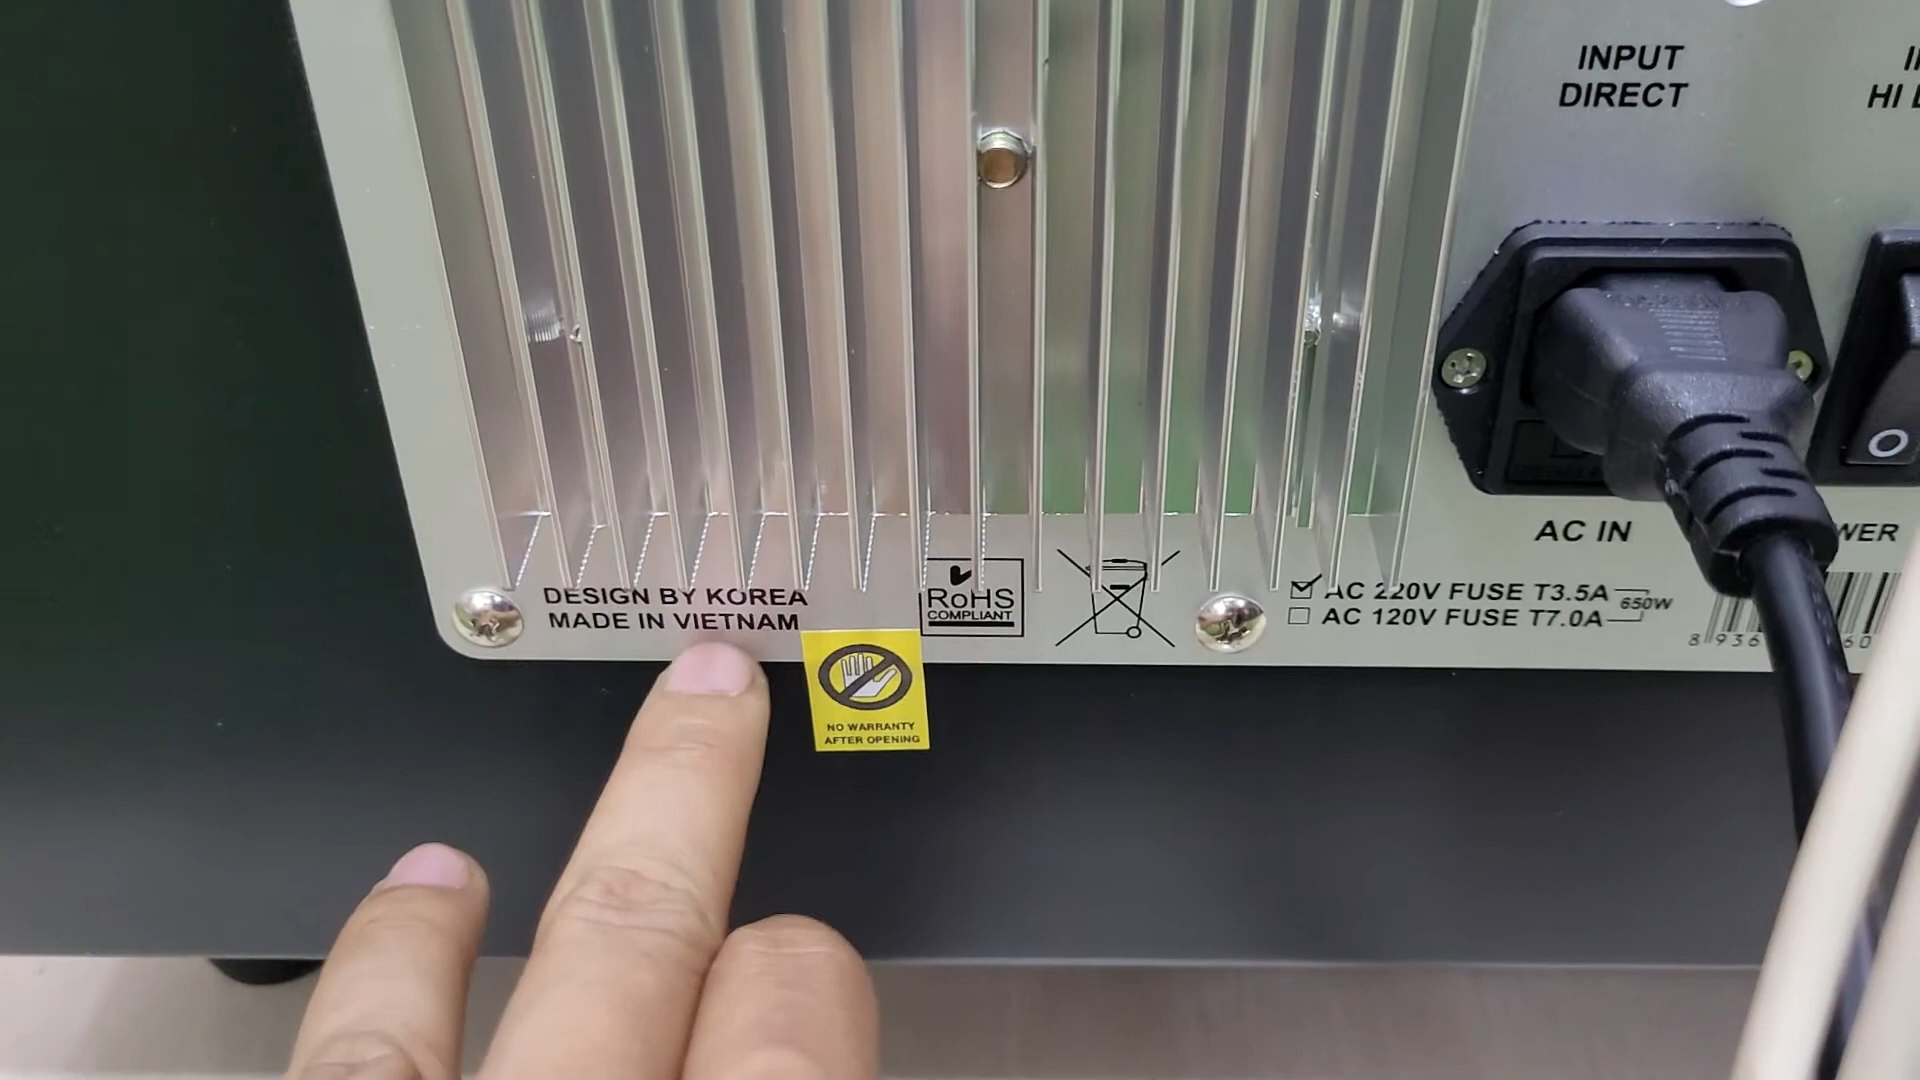 INPUT
DIRECT
HI
AC IN
DESIGN BY KOREA
MADE IN VIETNAM
RoHS
COMPLIANT
AC 220V FUSE T3.5A
AC 120V FUSE T7.0A
650W
NO WARRANTY
AFTER OPENING